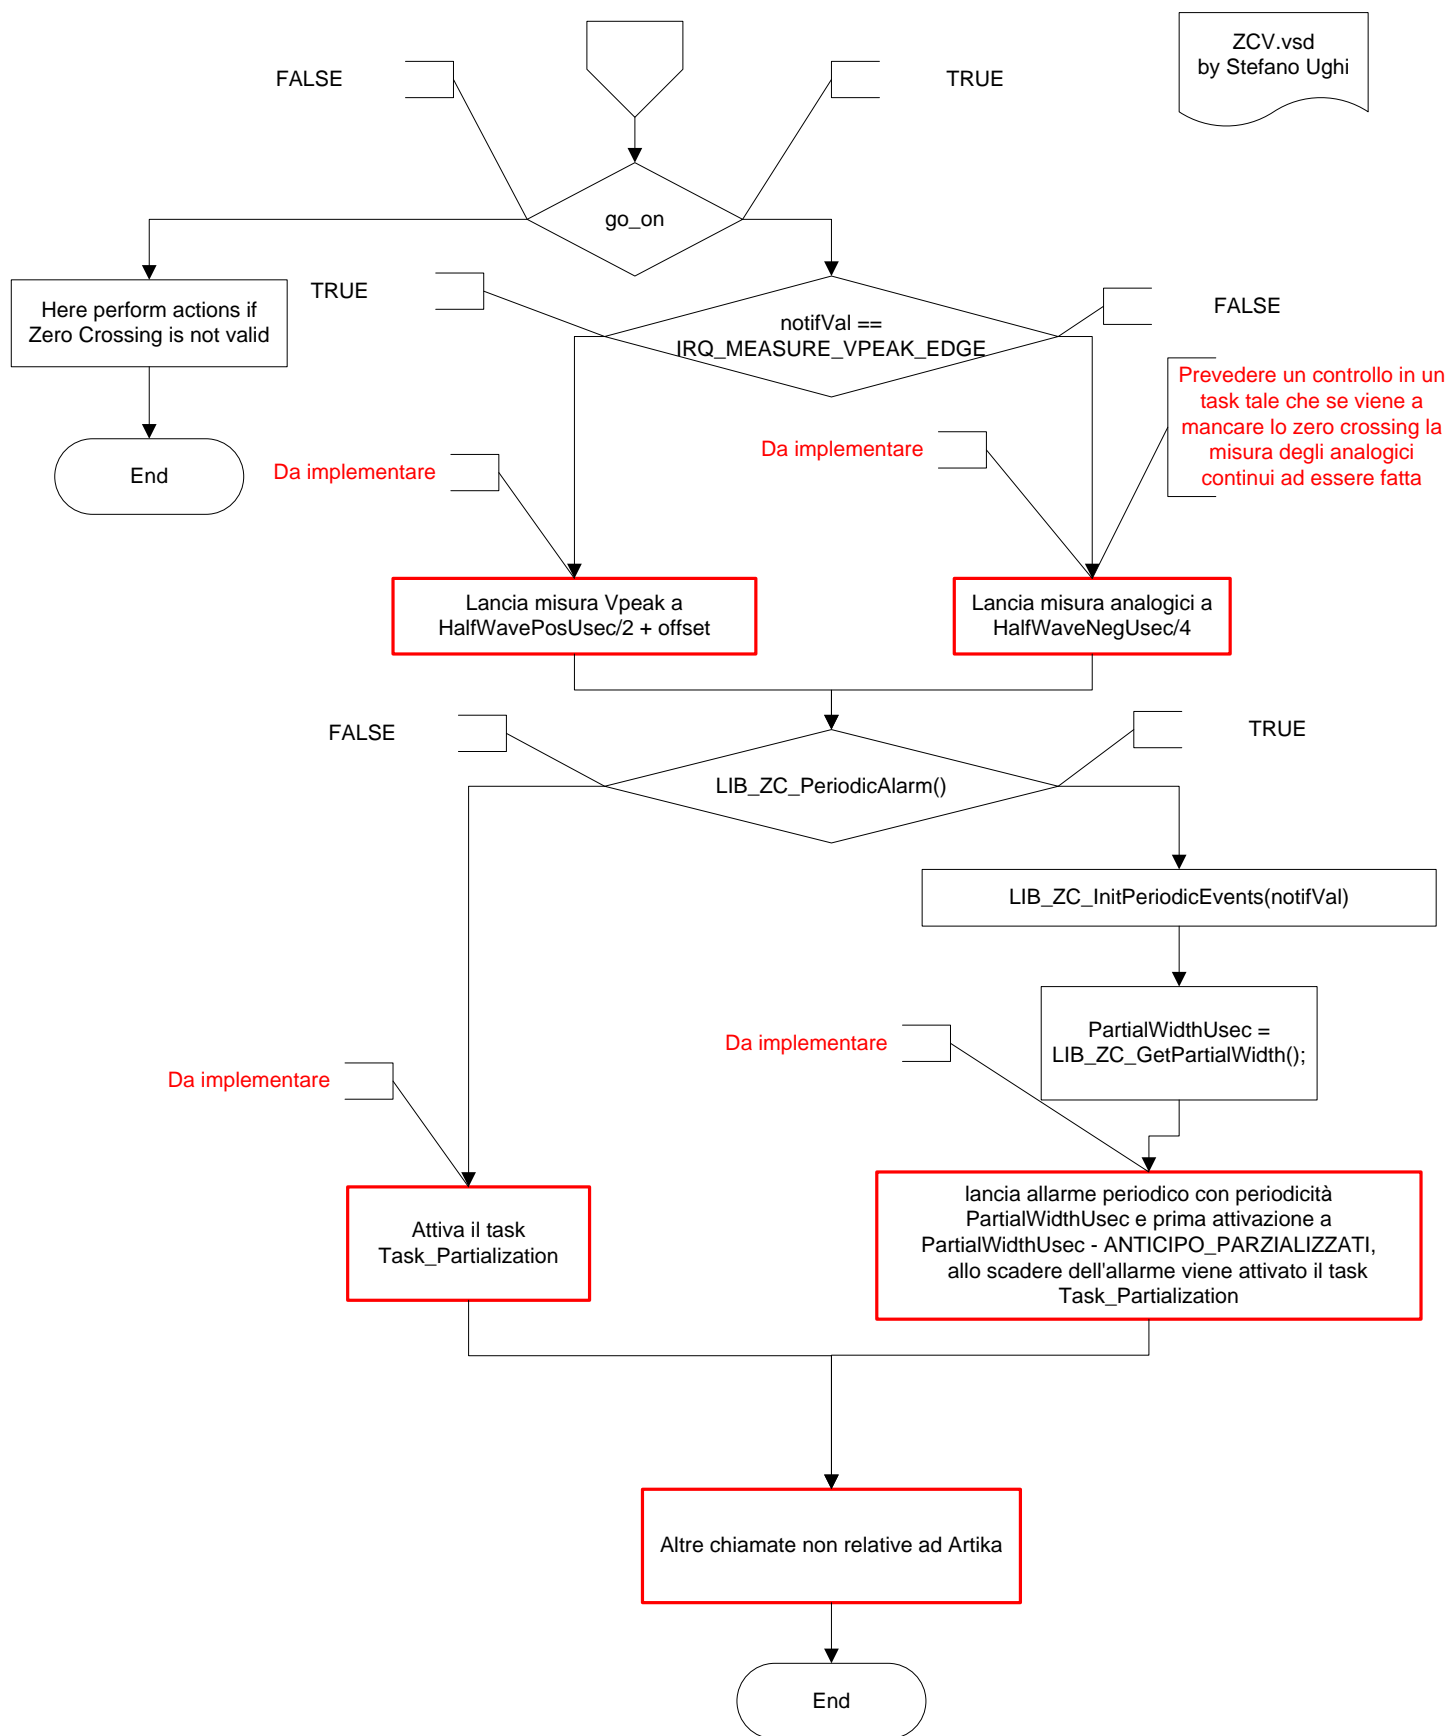 ZCV.vsd
by Stefano Ughi
FALSE
TRUE
go_on
Here perform actions if
Zero Crossing is not valid
TRUE
notifVal ==
IRQ_MEASURE_VPEAK_EDGE
FALSE
Prevedere un controllo in un
task tale che se viene a
mancare lo zero crossing la
misura degli analogici
continui ad essere fatta
End
Da implementare
Da implementare
Lancia misura Vpeak a
HalfWavePosUsec/2 + offset
Lancia misura analogici a
HalfWaveNegUsec/4
FALSE
TRUE
LIB_ZC_PeriodicAlarm()
LIB_ZC_InitPeriodicEvents(notifVal)
PartialWidthUsec =
LIB_ZC_GetPartialWidth();
Da implementare
Da implementare
Attiva il task
Task_Partialization
lancia allarme periodico con periodicità
PartialWidthUsec e prima attivazione a
PartialWidthUsec - ANTICIPO_PARZIALIZZATI,
allo scadere dell'allarme viene attivato il task
Task_Partialization
Altre chiamate non relative ad Artika
End